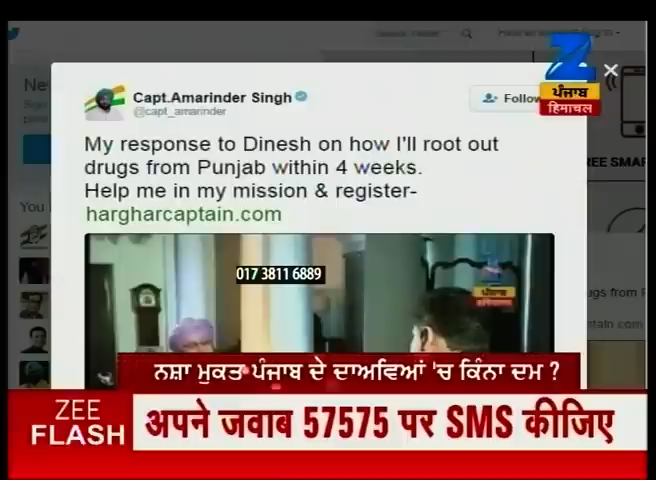 ਪੰਜਾਬ
हिमाचल
Capt.Amarinder Singh
@capt_amarinder
Follow
My response to Dinesh on how I'll root out
drugs from Punjab within 4 weeks.
Help me in my mission & register-
hargharcaptain.com
017 3811 6889
ਪੰਜਾਬ
ਨਸ਼ਾ ਮੁਕਤ ਪੰਜਾਬ ਦੇ ਦਾਅਵਿਆਂ 'ਚ ਕਿੰਨਾ ਦਮ ?
ZEE
FLASH
अपने जवाब 57575 पर SMS कीजिए